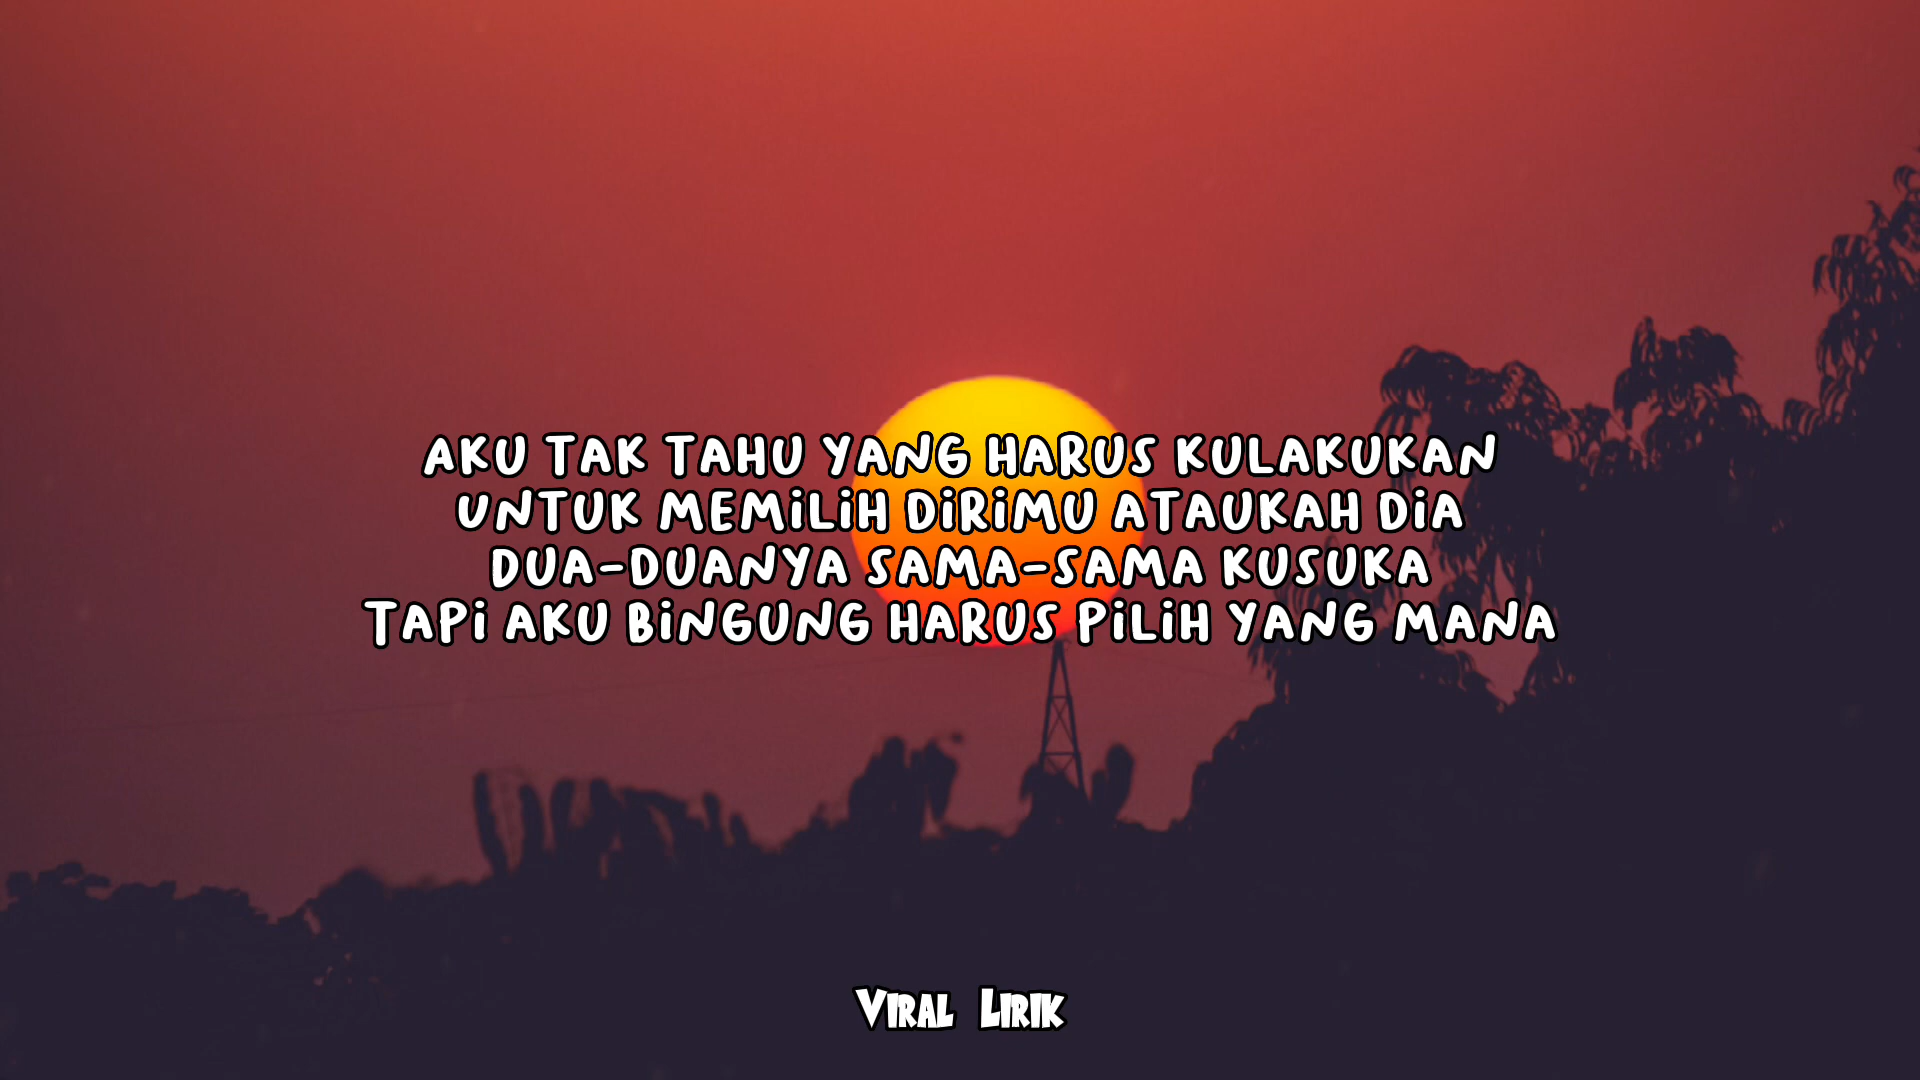 AKU TAK TAHU YANG HARUS KULAKUKAN
UNTUK MEMILIH DIRIMU ATAUKAH DIA
DUA-DUANYA SAMA-SAMA KUSUKA
TAPI AKU BINGUNG HARUS PILIH YANG MANA
VIRAL LIRIK